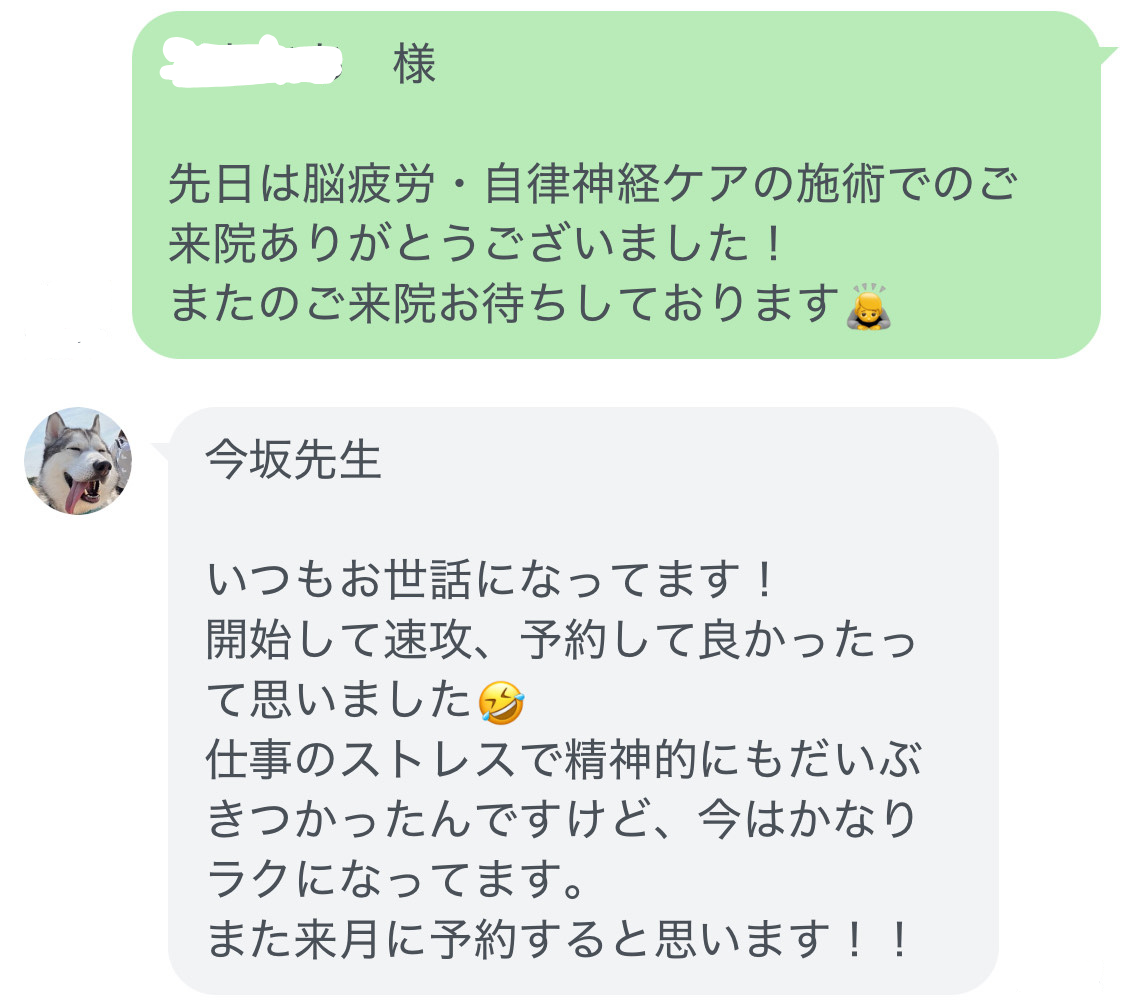 様
先日は脳疲労・自律神経ケアの施術でのご
来院ありがとうございました！
またのご来院お待ちしております🙇
今坂先生
いつもお世話になってます！
開始して速攻、予約して良かったっ
て思いました🤣
仕事のストレスで精神的にもだいぶ
きつかったんですけど、今はかなり
ラクになってます。
また来月に予約すると思います！！